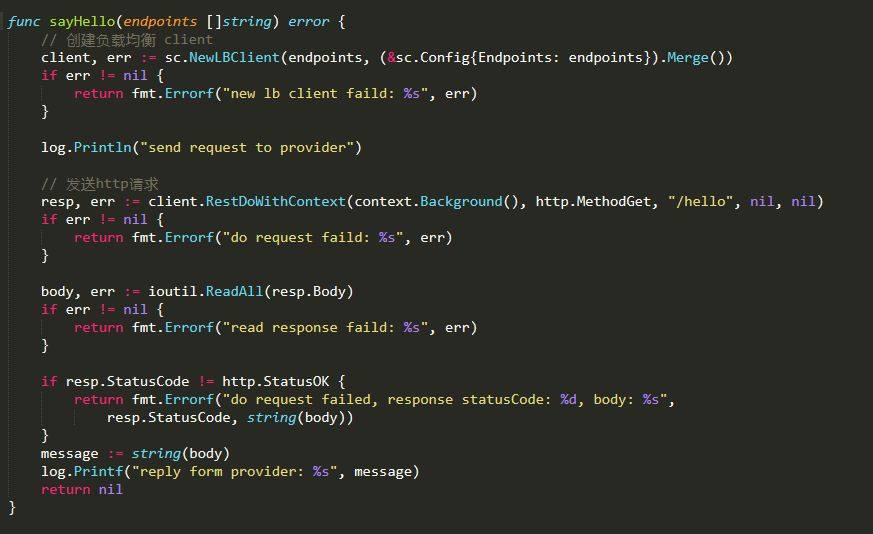 func sayHello(endpoints []string) error {
// 创建负载均衡 client
client, err := sc.NewLBClient(endpoints, (&sc.Config{Endpoints: endpoints}).Merge())
if err != nil {
return fmt.Errorf("new lb client faild: %s", err)
}
log.Println("send request to provider")
// 发送http请求
resp, err := client.RestDoWithContext(context.Background(), http.MethodGet, "/hello", nil, nil)
if err != nil {
return fmt.Errorf("do request faild: %s", err)
}
body, err := ioutil.ReadAll(resp.Body)
if err != nil {
return fmt.Errorf("read response faild: %s", err)
}
if resp.StatusCode != http.StatusOK {
return fmt.Errorf("do request failed, response statusCode: %d, body: %s",
resp.StatusCode, string(body))
}
message := string(body)
log.Printf("reply form provider: %s", message)
return nil
}